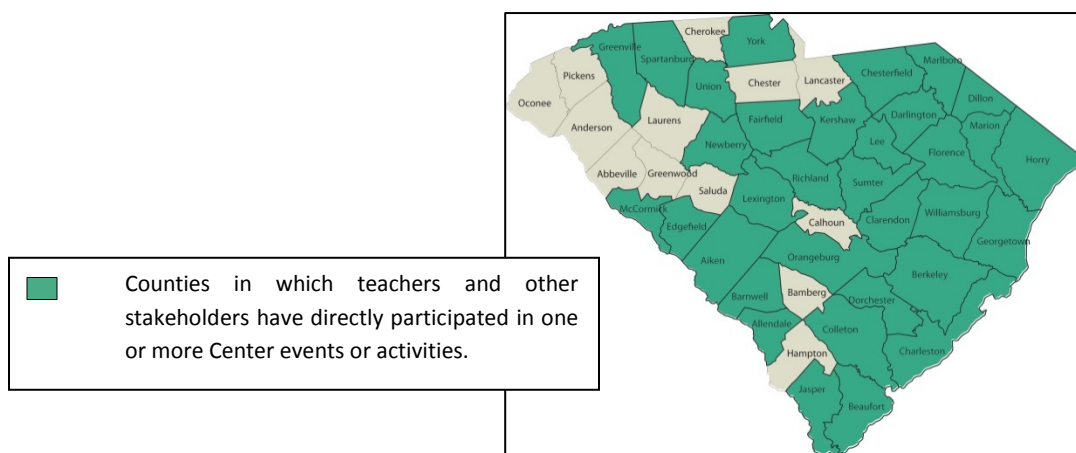 Cherokee
York
Greenville
Spartanburg
Marlboro
Pickens
Union
Chester
Lancaster
Chesterfield
Dillon
Oconee
Laurens
Fairfield
Kershaw
Darlington
Anderson
Marion
Newberry
Lee
Florence
Horry
Abbeville
Greenwood
Richland
Saluda
Sumter
Lexington
McCormick
Calhoun
Clarendon
Williamsburg
Edgefield
Georgetown
Aiken
Orangeburg
Berkeley
Bamberg
Barnwell
Dorchester
Allendale
Colleton
Hampton
Charleston
Jasper
Beaufort
Counties in which teachers and other
stakeholders have directly participated in one
or more Center events or activities.